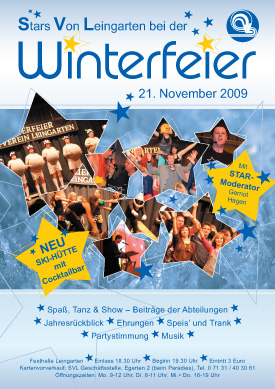 Stars Von Leingarten bei der
Winterfeier
21. November 2009
Mit
STAR-
Moderator
Gernot
Hagen
NEU
SKI-HÜTTE
mit
Cocktailbar
Spaß, Tanz & Show – Beiträge der Abteilungen
Jahresrückblick Ehrungen Speis' und Trank
Partystimmung Musik
Festhalle Leingarten Einlass 18.30 Uhr Beginn 19.30 Uhr Eintritt 3 Euro
Kartenvorverkauf: SVL Geschäftsstelle, Egarten 2 (beim Paradies), Tel. 0 71 31 / 40 30 61
Öffnungszeiten: Mo. 9-12 Uhr, Di. 8-11 Uhr, Mi.+ Do. 16-19 Uhr